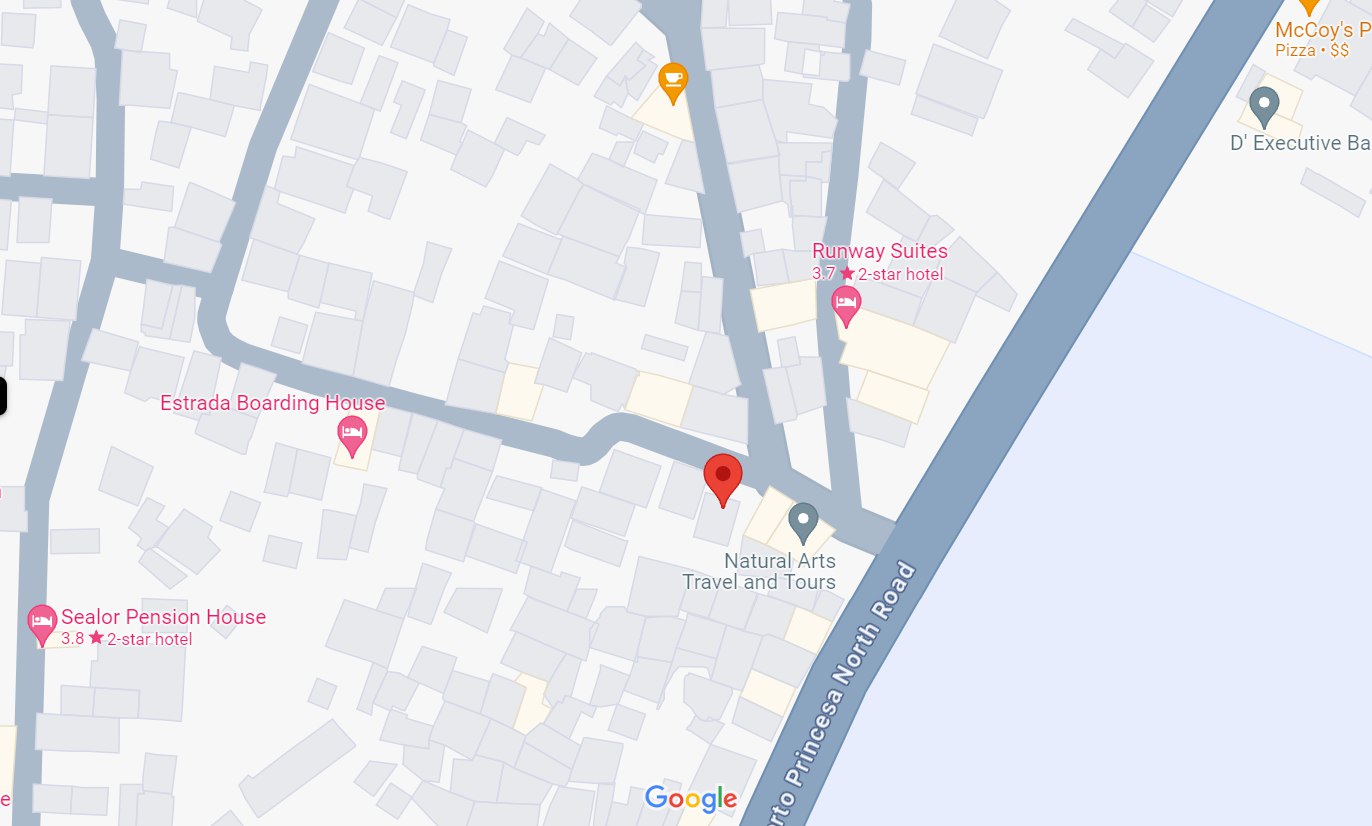 McCoy's P
Pizza • $$
D' Executive Ba
Runway Suites
3.7 ★ 2-star hotel
Estrada Boarding House
Natural Arts
Travel and Tours
Sealor Pension House
3.8 ★ 2-star hotel
rto Princesa North Road
e
Google